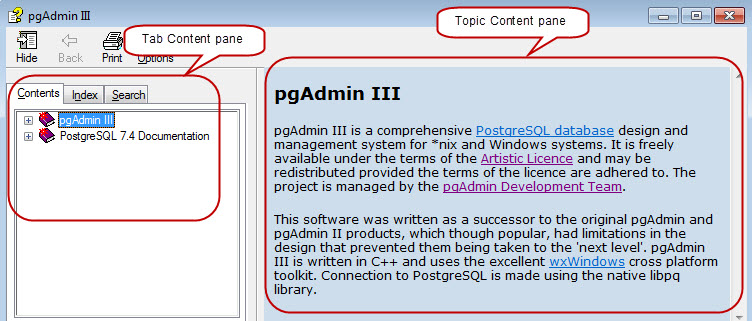 pgAdmin III
Tab Content pane
Topic Content pane
Hide
Back
Print
Options
Contents
Index
Search
pgAdmin III
PostgreSQL 7.4 Documentation
pgAdmin III
pgAdmin III is a comprehensive PostgreSQL database design and
management system for *nix and Windows systems. It is freely
available under the terms of the Artistic Licence and may be
redistributed provided the terms of the licence are adhered to. The
project is managed by the pgAdmin Development Team.
This software was written as a successor to the original pgAdmin and
pgAdmin II products, which though popular, had limitations in the
design that prevented them being taken to the 'next level'. pgAdmin
III is written in C++ and uses the excellent wxWindows cross platform
toolkit. Connection to PostgreSQL is made using the native libpq
library.